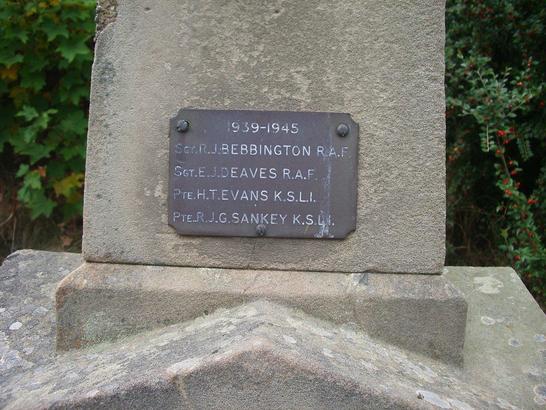 1939-1945
SGT.R.J.BEBBINGTON R.A.F.
SGT.E.J.DEAVES R.A.F.
PTE.H.T.EVANS K.S.L.I.
PTE.R.J.G.SANKEY K.S.L.I.